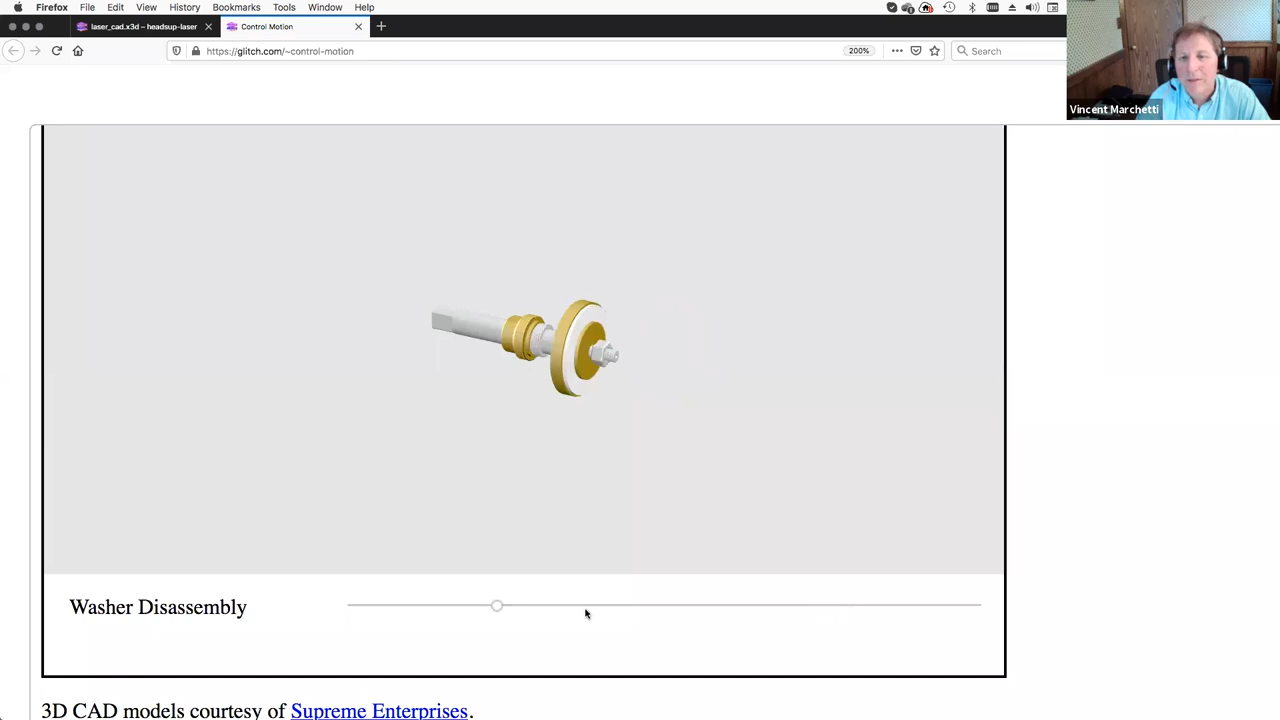 Firefox File Edit View History Bookmarks Tools Window Help
laser_cad.x3d – headsup-laser
Control Motion
https://glitch.com/~control-motion
200%
Search
Vincent Marchetti
Washer Disassembly
3D CAD models courtesy of Supreme Enterprises.